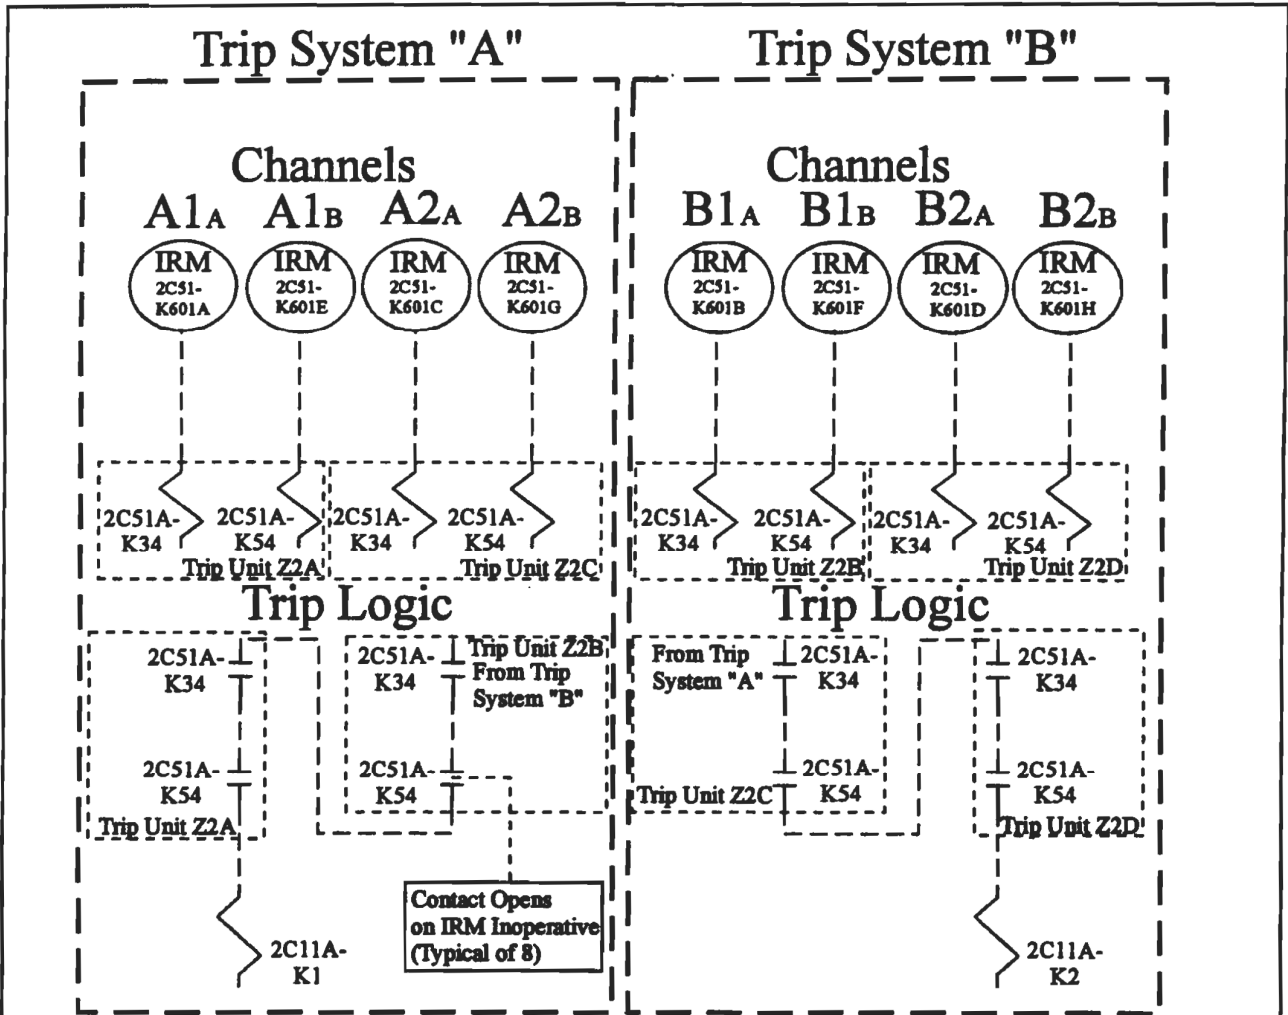 Trip System "A"
Trip System "B"
Channels
Channels
A1A A1B A2A A2B
B1A B1B B2A B2B
IRM
2C51-
K601A
IRM
2C51-
K601E
IRM
2C51-
K601C
IRM
2C51-
K601G
IRM
2C51-
K601B
IRM
2C51-
K601F
IRM
2C51-
K601D
IRM
2C51-
K601H
2C51A-
K34
2C51A-
K54
Trip Unit Z2A
2C51A-
K34
2C51A-
K54
Trip Unit Z2C
2C51A-
K34
2C51A-
K54
Trip Unit Z2B
2C51A-
K34
2C51A-
K54
Trip Unit Z2D
Trip Logic
Trip Logic
2C51A-
K34
2C51A-
K54
Trip Unit Z2A
2C51A-
K34
Trip Unit Z2B
From Trip
System "B"
2C51A-
K54
From Trip
System "A"
2C51A-
K34
2C51A-
K54
Trip Unit Z2C
2C51A-
K34
2C51A-
K54
Trip Unit Z2D
Contact Opens
on IRM Inoperative
(Typical of 8)
2C11A-
K1
2C11A-
K2